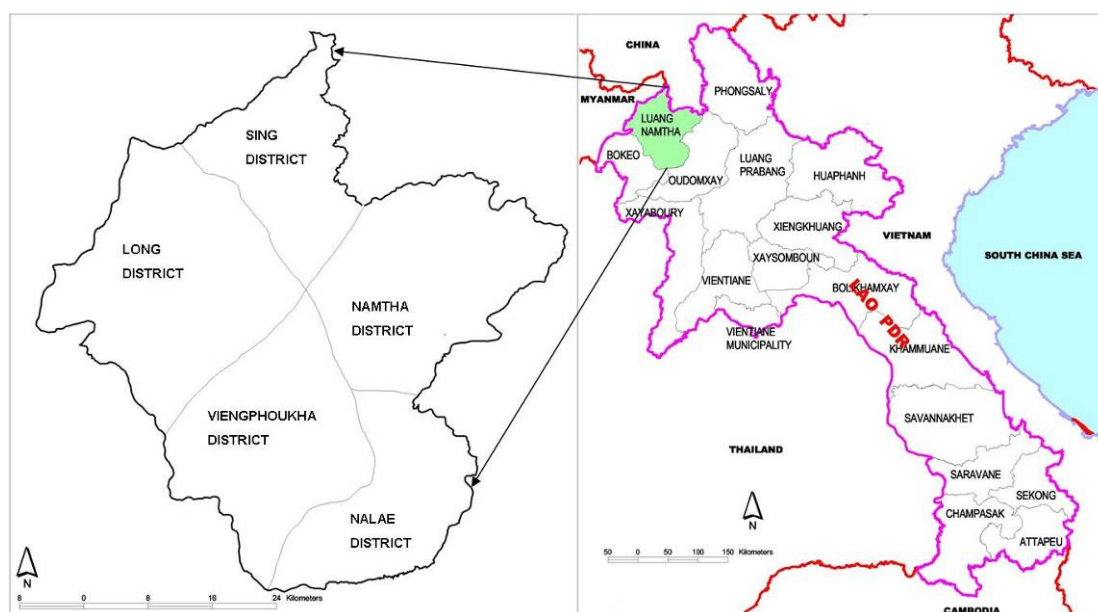 SING
DISTRICT
LONG
DISTRICT
NAMTHA
DISTRICT
VIENGPHOUKHA
DISTRICT
NALAE
DISTRICT
N
8 0 8 16 24 Kilometers
CHINA
MYANMAR
PHONGSALY
LUANG
NAMTHA
BOKEO
LUANG
PRABANG
OUDOMXAY
HUAPHANH
XAYABOURY
XIENGKHUANG
VIETNAM
XAYSOMBOUN
SOUTH CHINA SEA
VIENTIANE
BOLIKHAMXAY
LAO PDR
VIENTIANE
MUNICIPALITY
KHAMMUANE
SAVANNAKHET
THAILAND
SARAVANE
SEKONG
CHAMPASAK
ATTAPEU
N
50 0 50 100 150 Kilometers
CAMBODIA